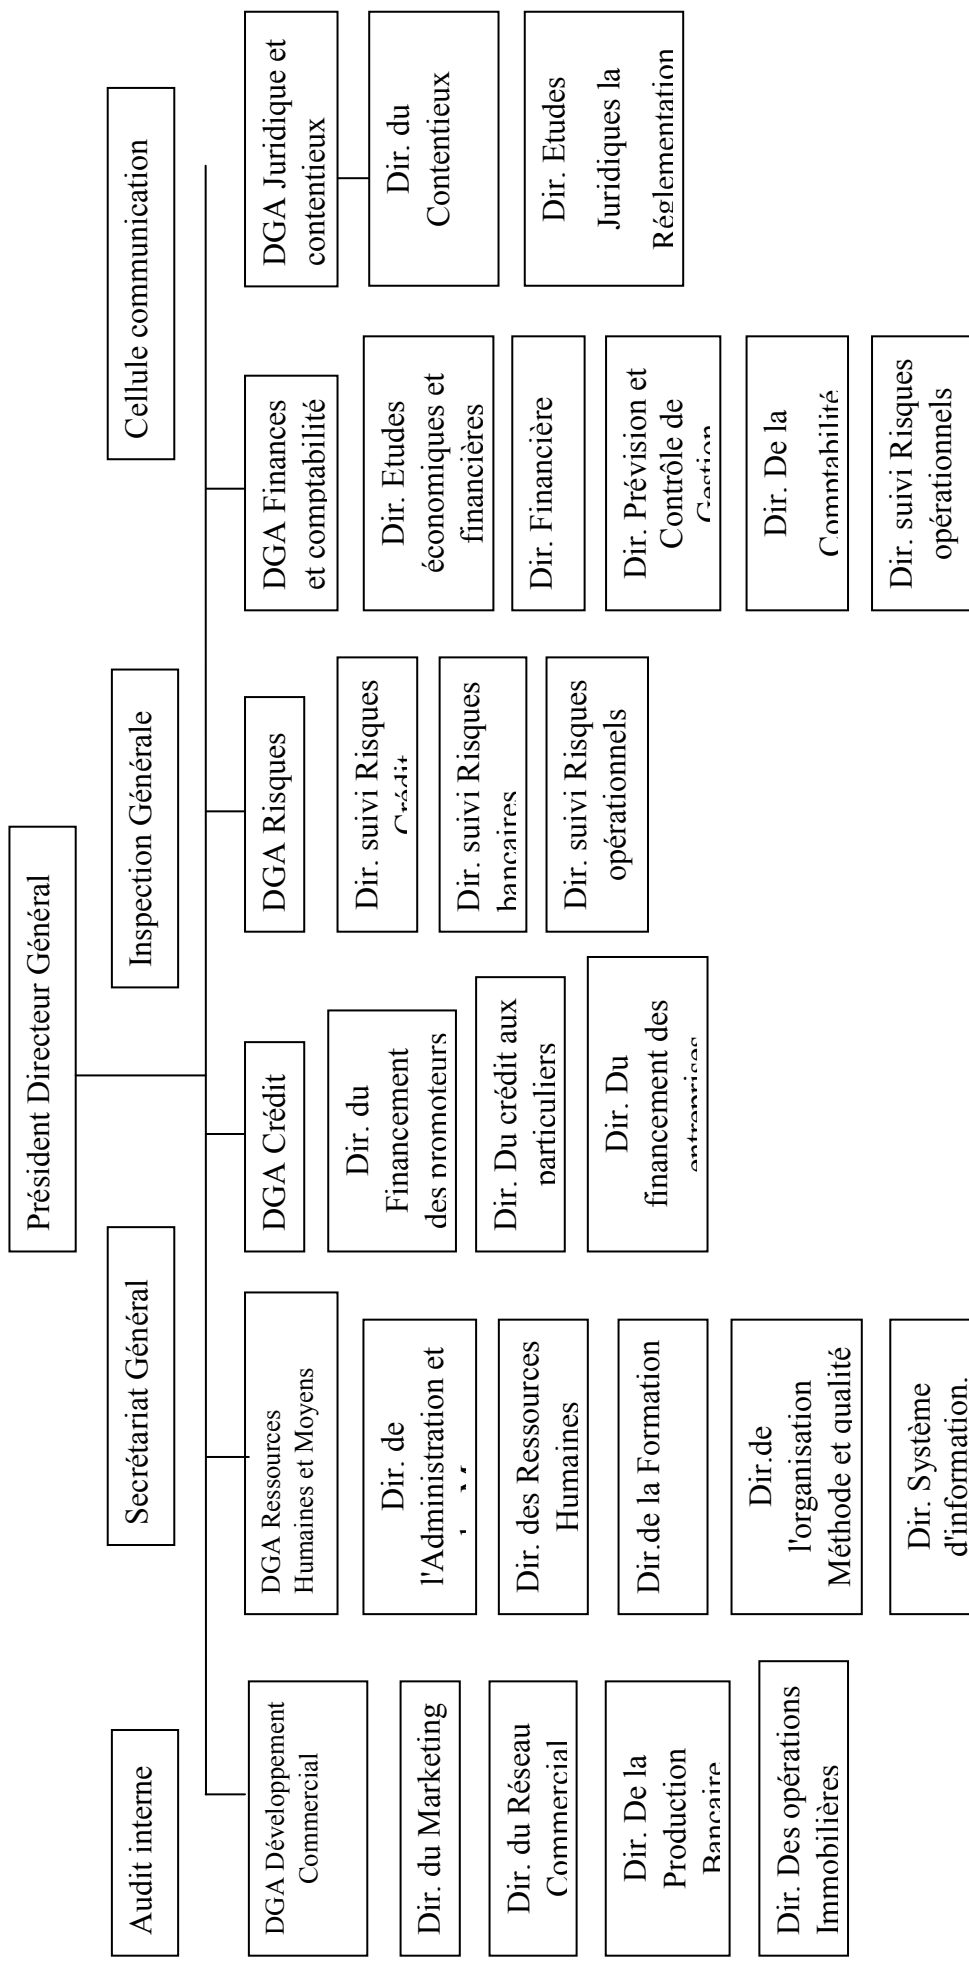 Président Directeur Général
Audit interne
Secrétariat Général
Inspection Générale
Cellule communication
DGA Développement
Commercial
Dir. du Marketing
Dir. du Réseau
Commercial
Dir. De la
Production
Bancaire
Dir. Des opérations
Immobilières
DGA Ressources
Humaines et Moyens
Dir. de
l'Administration et
Dir. des Ressources
Humaines
Dir.de la Formation
Dir.de
l'organisation
Méthode et qualité
Dir. Système
d'information.
DGA Crédit
Dir. du
Financement
des promoteurs
Dir. Du crédit aux
particuliers
Dir. Du
financement des
entreprises
DGA Risques
Dir. suivi Risques
Crédit
Dir. suivi Risques
bancaires
Dir. suivi Risques
opérationnels
DGA Finances
et comptabilité
Dir. Etudes
économiques et
financières
Dir. Financière
Dir. Prévision et
Contrôle de
Gestion
Dir. De la
Comptabilité
Dir. suivi Risques
opérationnels
DGA Juridique et
contentieux
Dir. du
Contentieux
Dir. Etudes
Juridiques la
Réglementation